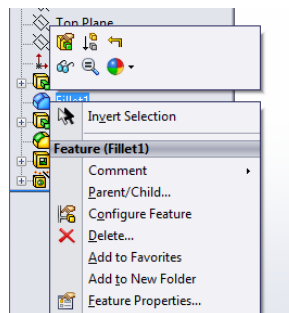 Top Plane
Fillet1
Invert Selection
Feature (Fillet1)
Comment
Parent/Child...
Configure Feature
Delete...
Add to Favorites
Add to New Folder
Feature Properties...